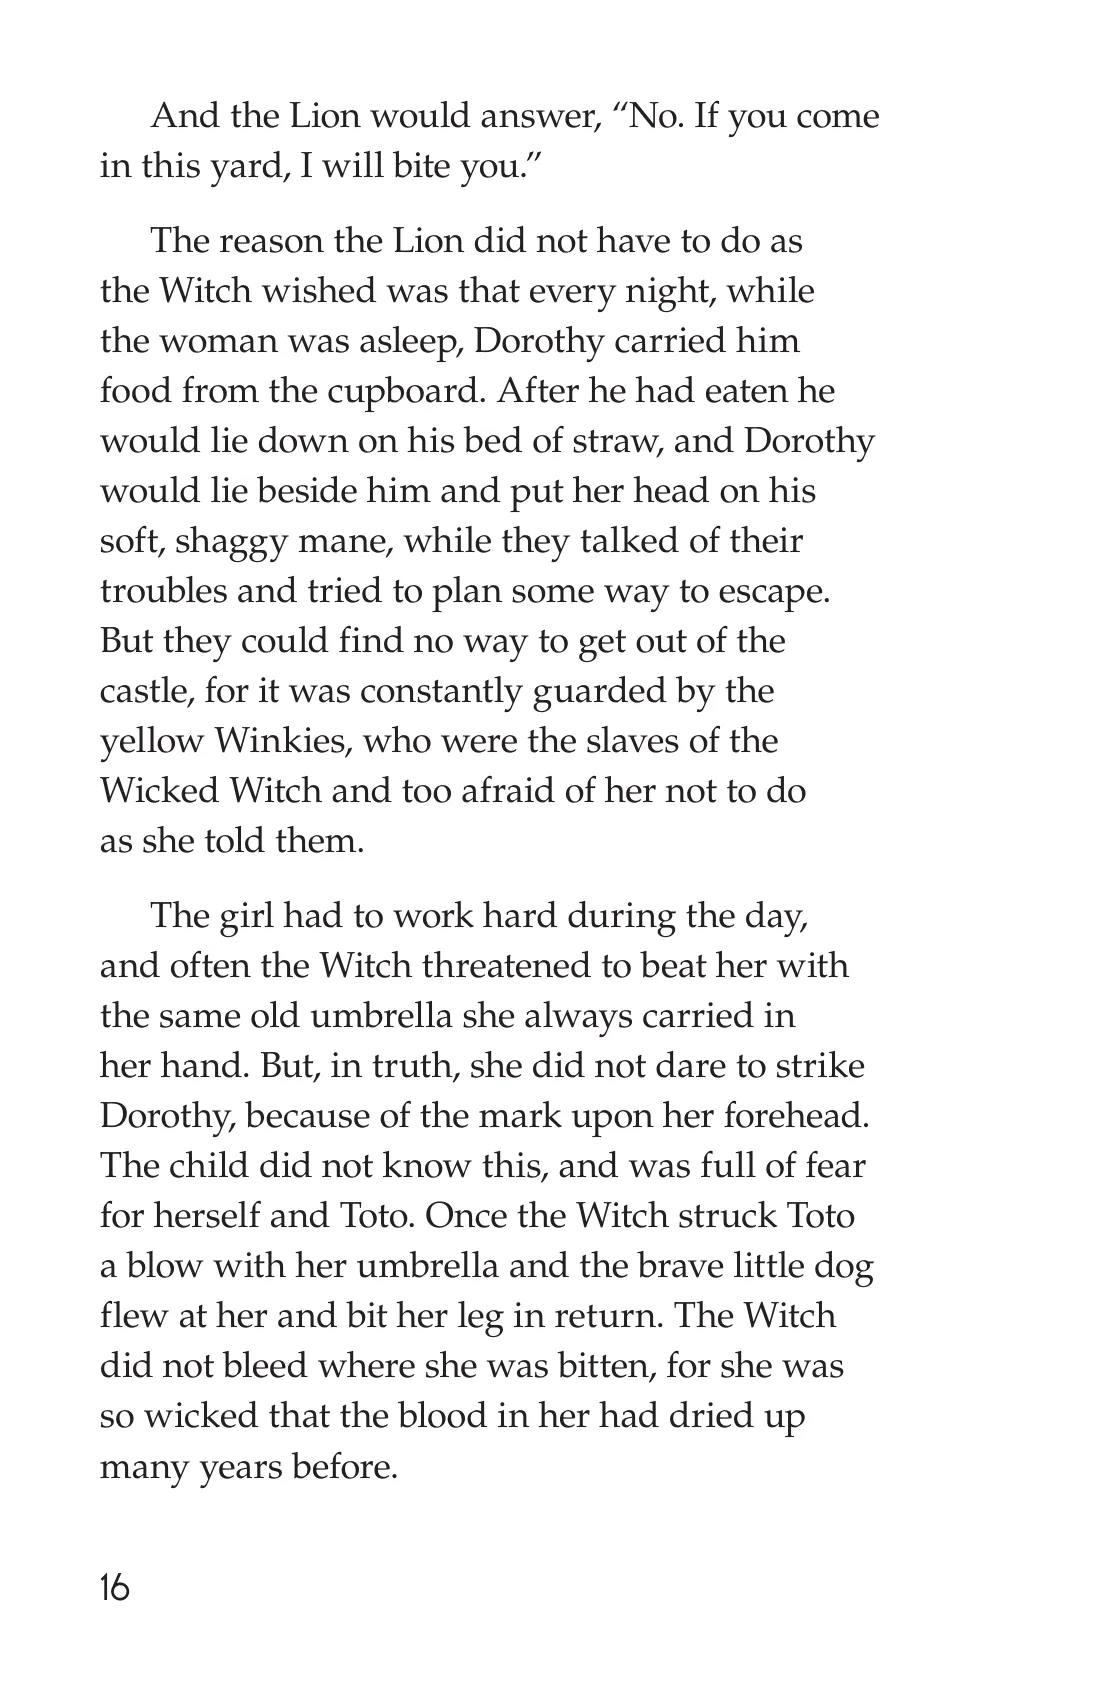 And the Lion would answer, “No. If you come
in this yard, I will bite you.”
The reason the Lion did not have to do as
the Witch wished was that every night, while
the woman was asleep, Dorothy carried him
food from the cupboard. After he had eaten he
would lie down on his bed of straw, and Dorothy
would lie beside him and put her head on his
soft, shaggy mane, while they talked of their
troubles and tried to plan some way to escape.
But they could find no way to get out of the
castle, for it was constantly guarded by the
yellow Winkies, who were the slaves of the
Wicked Witch and too afraid of her not to do
as she told them.
The girl had to work hard during the day,
and often the Witch threatened to beat her with
the same old umbrella she always carried in
her hand. But, in truth, she did not dare to strike
Dorothy, because of the mark upon her forehead.
The child did not know this, and was full of fear
for herself and Toto. Once the Witch struck Toto
a blow with her umbrella and the brave little dog
flew at her and bit her leg in return. The Witch
did not bleed where she was bitten, for she was
so wicked that the blood in her had dried up
many years before.
16